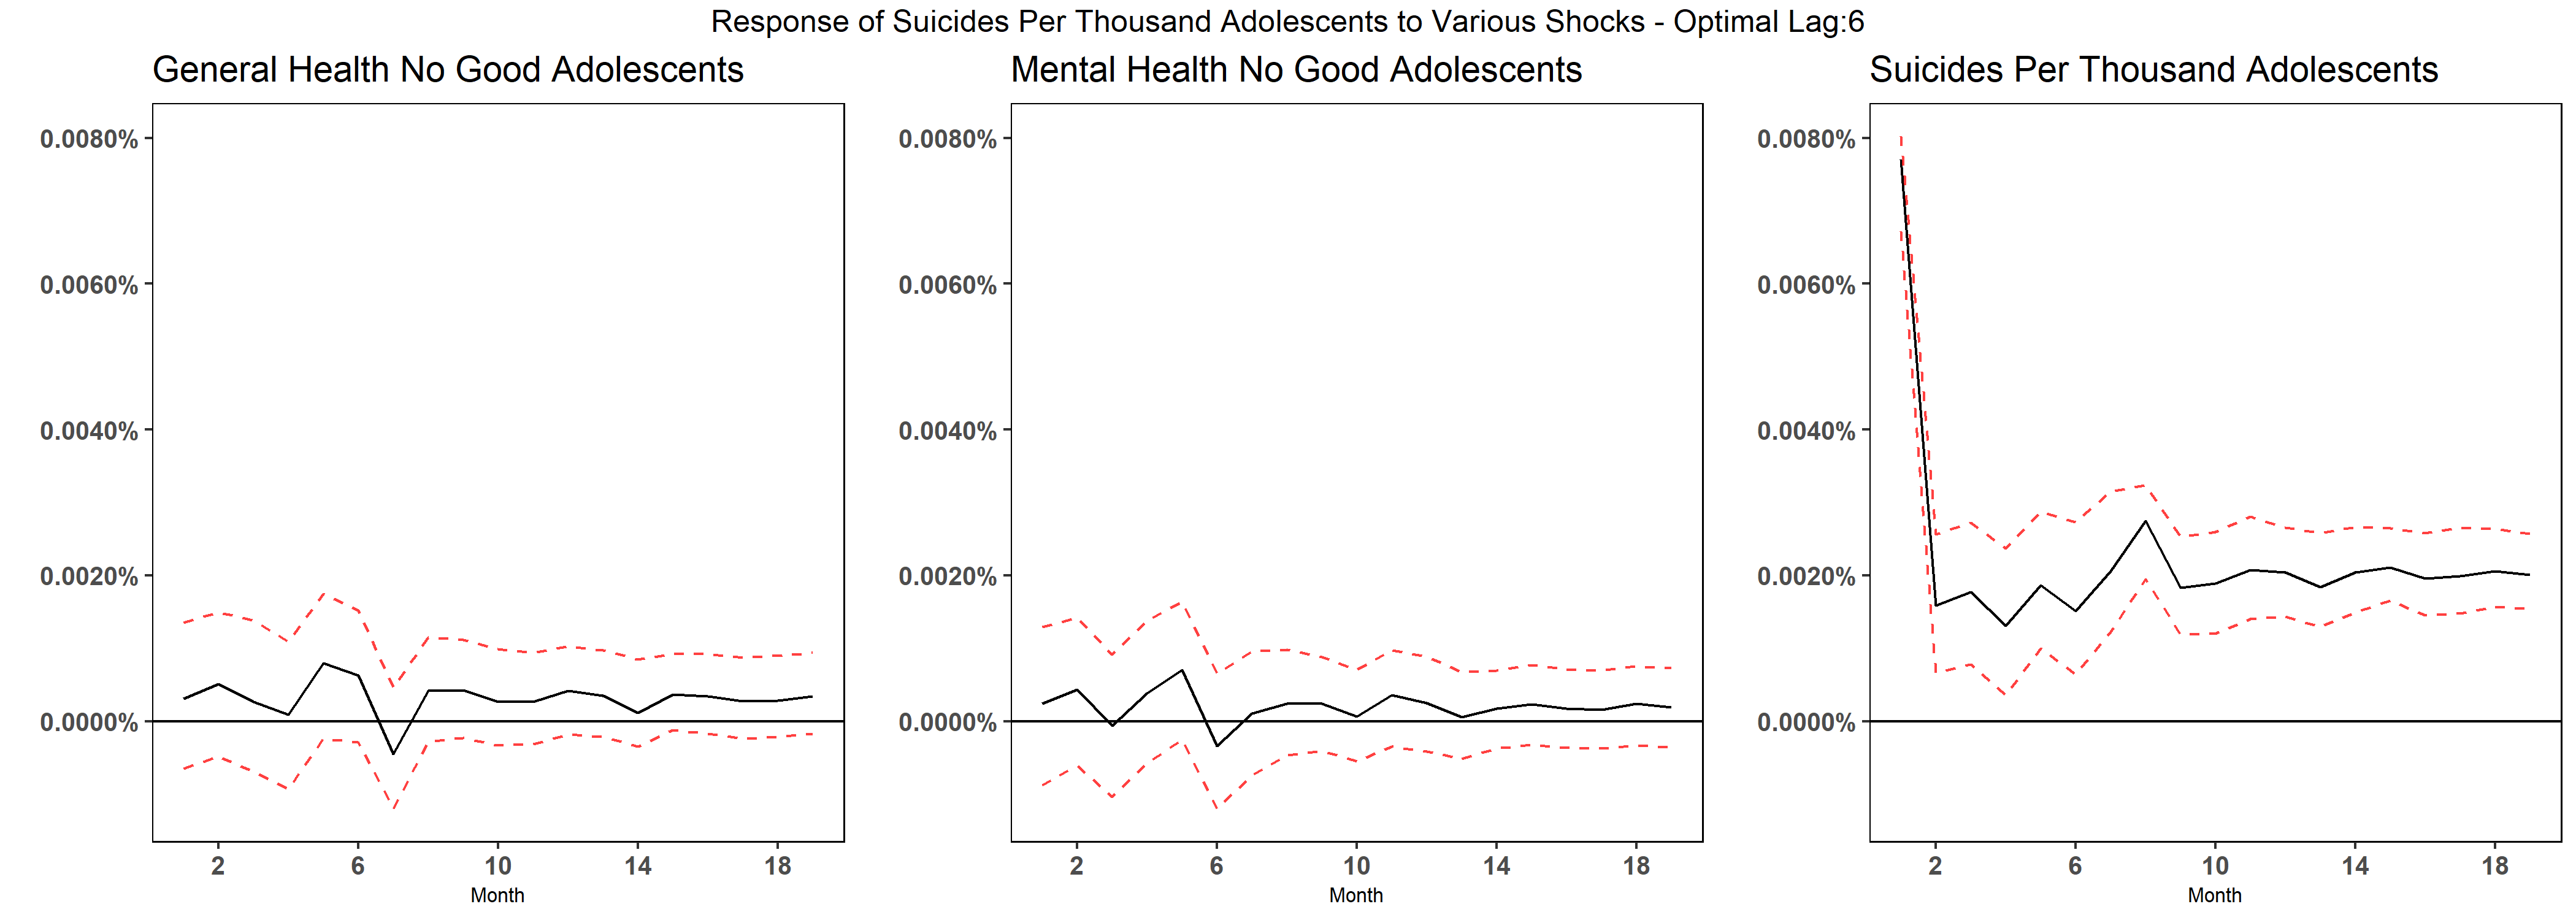 Response of Suicides Per Thousand Adolescents to Various Shocks - Optimal Lag:6
General Health No Good Adolescents
0.0080%
0.0060%
0.0040%
0.0020%
0.0000%
2 6 10 14 18
Month
Mental Health No Good Adolescents
0.0080%
0.0060%
0.0040%
0.0020%
0.0000%
2 6 10 14 18
Month
Suicides Per Thousand Adolescents
0.0080%
0.0060%
0.0040%
0.0020%
0.0000%
2 6 10 14 18
Month